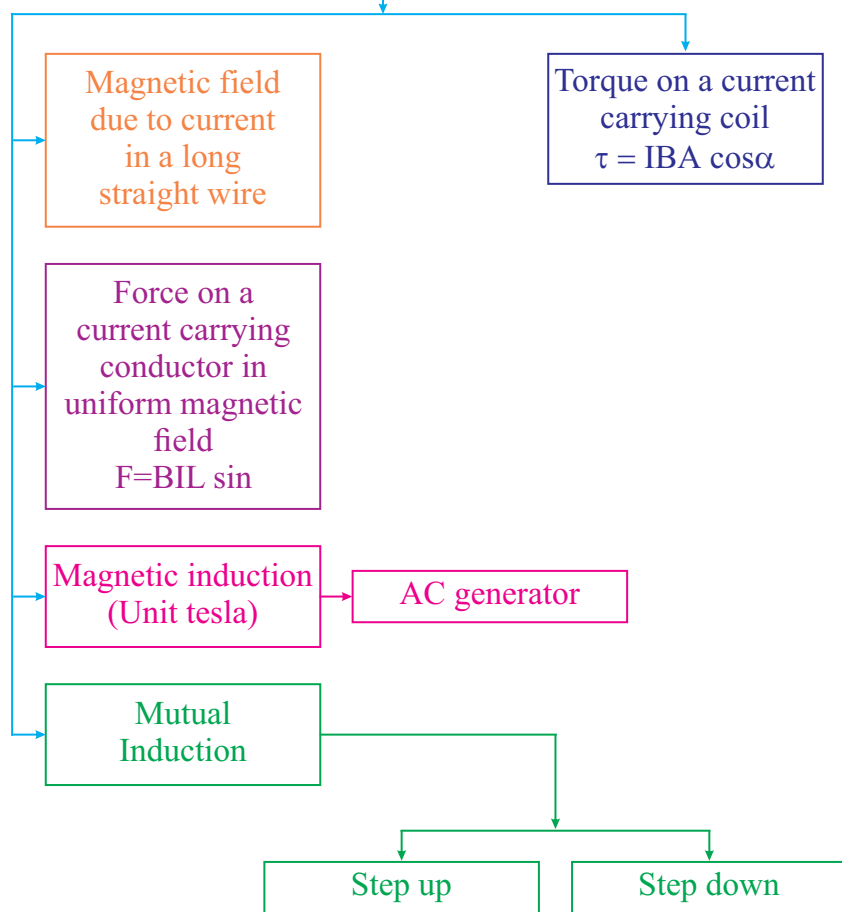 Magnetic field
due to current
in a long
straight wire
Torque on a current
carrying coil
τ = IBA cosα
Force on a
current carrying
conductor in
uniform magnetic
field
F=BIL sin
Magnetic induction
(Unit tesla)
AC generator
Mutual
Induction
Step up
Step down